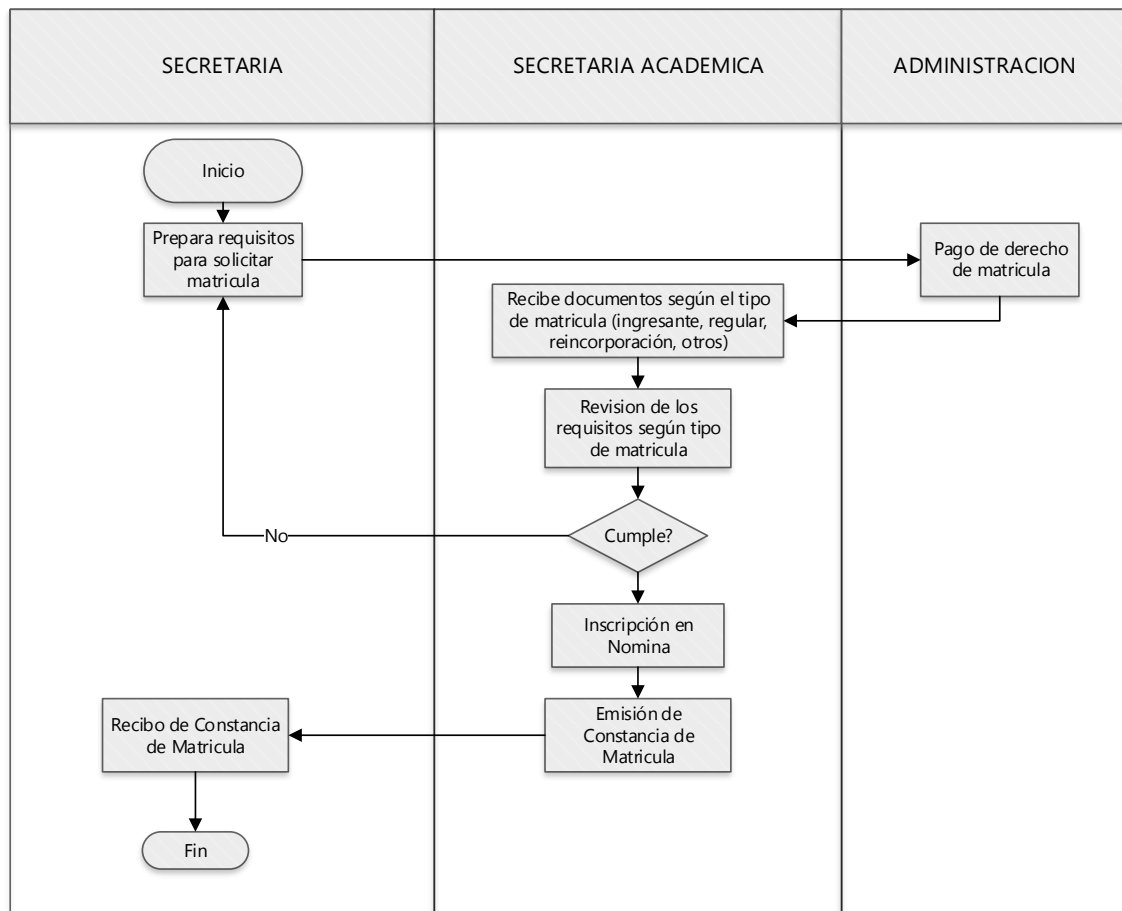 SECRETARIA
SECRETARIA ACADEMICA
ADMINISTRACION
Inicio
Prepara requisitos
para solicitar
matricula
Pago de derecho
de matricula
Recibe documentos según el tipo
de matricula (ingresante, regular,
reincorporación, otros)
Revision de los
requisitos según tipo
de matricula
Cumple?
No
Inscripción en
Nomina
Emisión de
Constancia de
Matricula
Recibo de Constancia
de Matricula
Fin